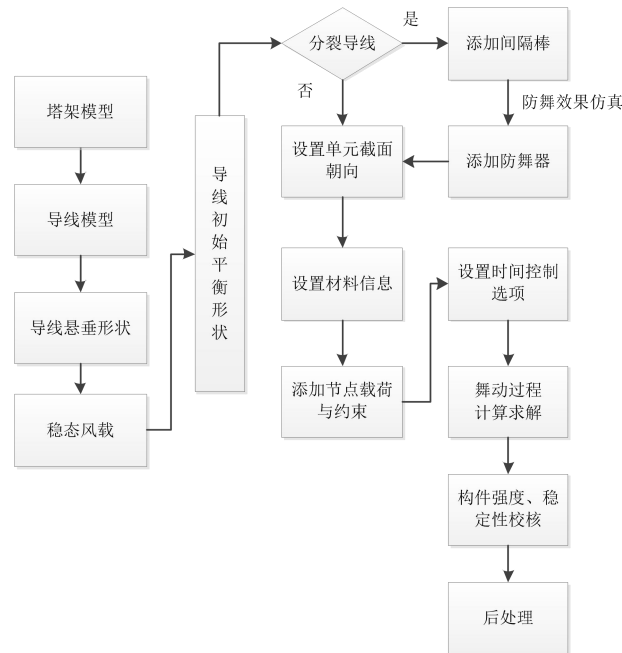 塔架模型
导线模型
导线悬垂形状
稳态风载
导线初始平衡形状
分裂导线
是
否
添加间隔棒
防舞效果仿真
添加防舞器
设置单元截面
朝向
设置材料信息
添加节点载荷
与约束
设置时间控制
选项
舞动过程
计算求解
构件强度、稳
定性校核
后处理